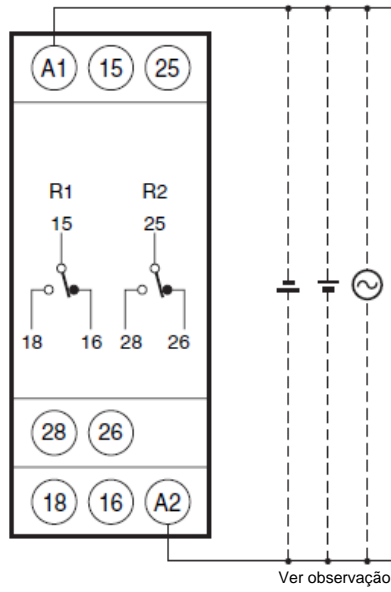 A1 15 25
R1 R2
15 25
18 16 28 26
28 26
18 16 A2
Ver observação